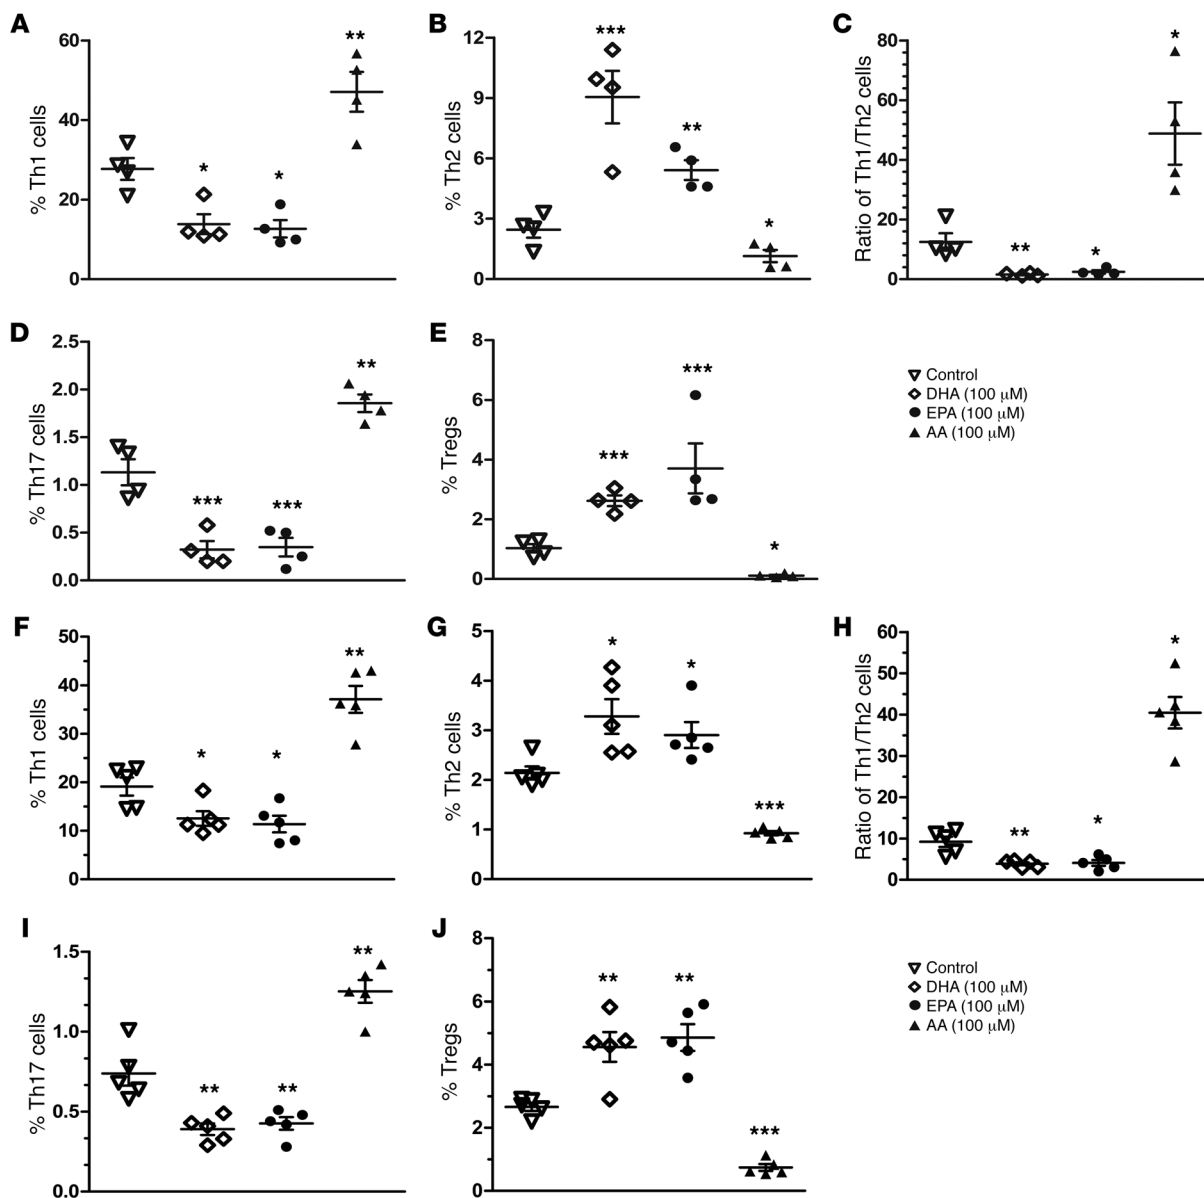 A
% Th1 cells
60
40
20
0
*
*
**
B
% Th2 cells
12
9
6
3
0
***
**
*
C
Ratio of Th1/Th2 cells
80
60
40
20
0
**
*
*
D
% Th17 cells
2.5
2.0
1.5
1.0
0.5
0.0
***
***
**
E
% Tregs
8
6
4
2
0
***
***
*
Control
DHA (100 µM)
EPA (100 µM)
AA (100 µM)
F
% Th1 cells
50
40
30
20
10
0
*
*
**
G
% Th2 cells
5
4
3
2
1
0
*
*
***
H
Ratio of Th1/Th2 cells
60
50
40
30
20
10
0
**
*
*
I
% Th17 cells
1.5
1.0
0.5
0.0
**
**
**
J
% Tregs
8
6
4
2
0
**
**
***
Control
DHA (100 µM)
EPA (100 µM)
AA (100 µM)